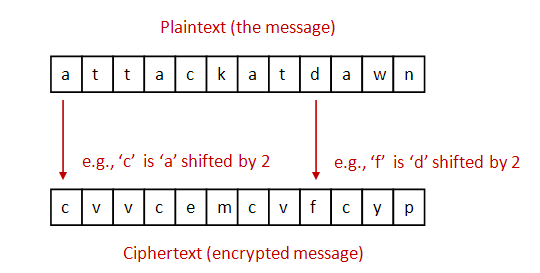 Plaintext (the message)
a t t a c k a t d a w n
e.g., ‘c’ is ‘a’ shifted by 2
e.g., ‘f’ is ‘d’ shifted by 2
c v v c e m c v f c y p
Ciphertext (encrypted message)